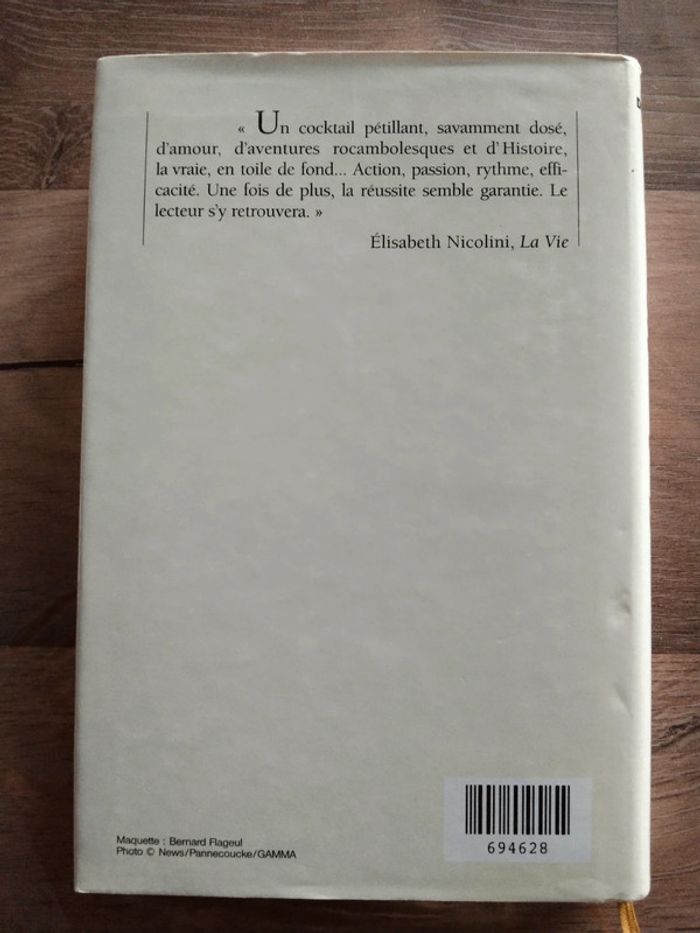 « Un cocktail pétillant, savamment dosé,
d'amour, d'aventures rocambolesques et d'Histoire,
la vraie, en toile de fond... Action, passion, rythme, effi-
cacité. Une fois de plus, la réussite semble garantie. Le
lecteur s'y retrouvera. »
Élisabeth Nicolini, La Vie
Maquette : Bernard Flageul
Photo © News/Pannecoucke/GAMMA
694628